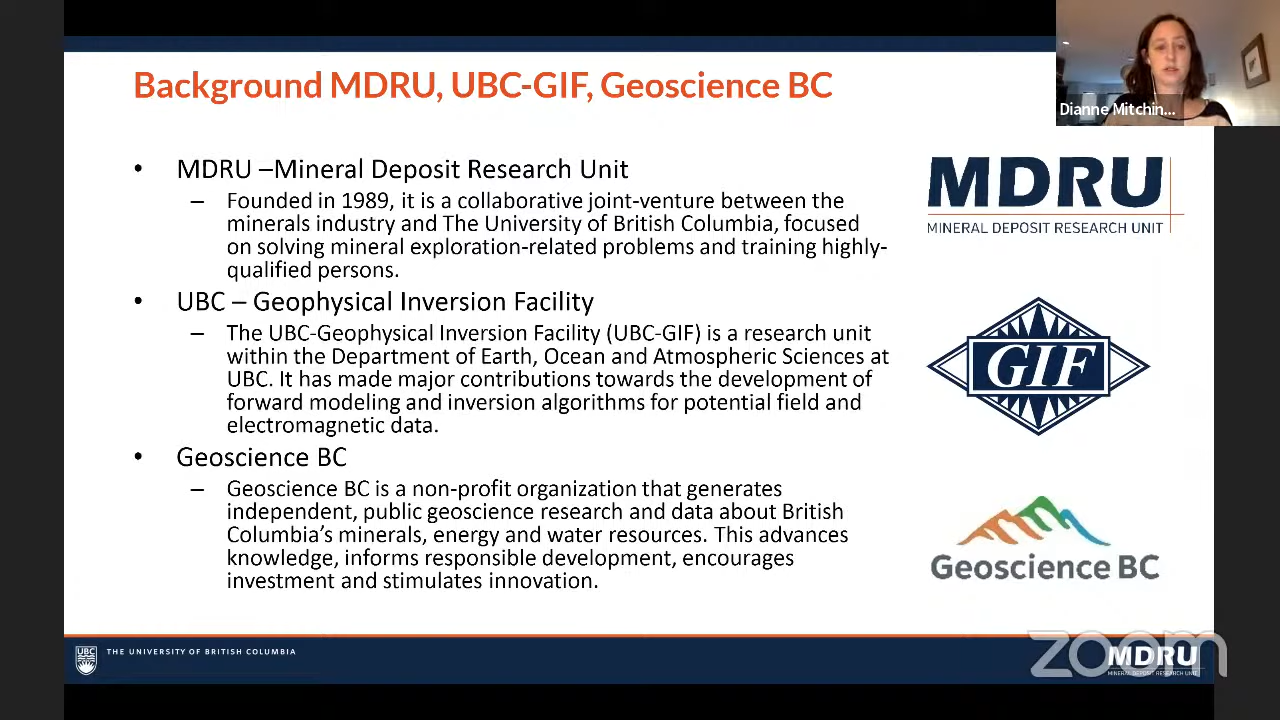 Background MDRU, UBC-GIF, Geoscience BC
Dianne Mitchin...
• MDRU –Mineral Deposit Research Unit
– Founded in 1989, it is a collaborative joint-venture between the
minerals industry and The University of British Columbia, focused
on solving mineral exploration-related problems and training highly-
qualified persons.
• UBC – Geophysical Inversion Facility
– The UBC-Geophysical Inversion Facility (UBC-GIF) is a research unit
within the Department of Earth, Ocean and Atmospheric Sciences at
UBC. It has made major contributions towards the development of
forward modeling and inversion algorithms for potential field and
electromagnetic data.
• Geoscience BC
– Geoscience BC is a non-profit organization that generates
independent, public geoscience research and data about British
Columbia’s minerals, energy and water resources. This advances
knowledge, informs responsible development, encourages
investment and stimulates innovation.
MDRU
MINERAL DEPOSIT RESEARCH UNIT
GIF
Geoscience BC
UBC
THE UNIVERSITY OF BRITISH COLUMBIA
zoom
MDRU
MINERAL DEPOSIT RESEARCH UNIT